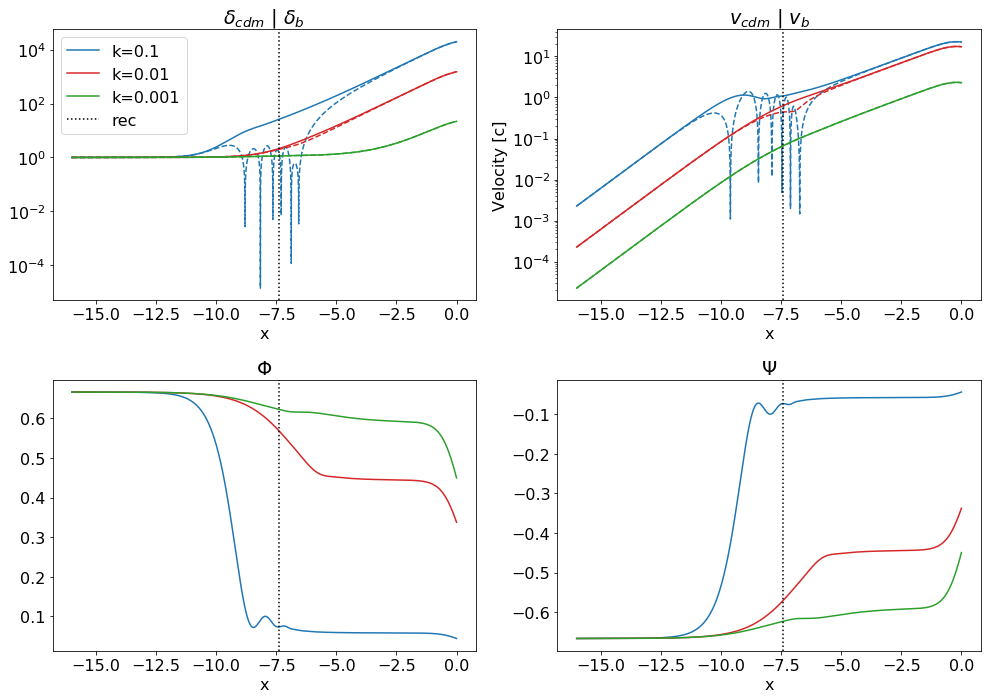 δcdm | δb
vcdm | vb
k=0.1
k=0.01
k=0.001
rec
10⁴
10²
10⁰
10⁻²
10⁻⁴
−15.0 −12.5 −10.0 −7.5 −5.0 −2.5 0.0
x
Velocity [c]
10¹
10⁰
10⁻¹
10⁻²
10⁻³
10⁻⁴
−15.0 −12.5 −10.0 −7.5 −5.0 −2.5 0.0
x
Φ
0.6
0.5
0.4
0.3
0.2
0.1
−15.0 −12.5 −10.0 −7.5 −5.0 −2.5 0.0
x
Ψ
−0.1
−0.2
−0.3
−0.4
−0.5
−0.6
−15.0 −12.5 −10.0 −7.5 −5.0 −2.5 0.0
x